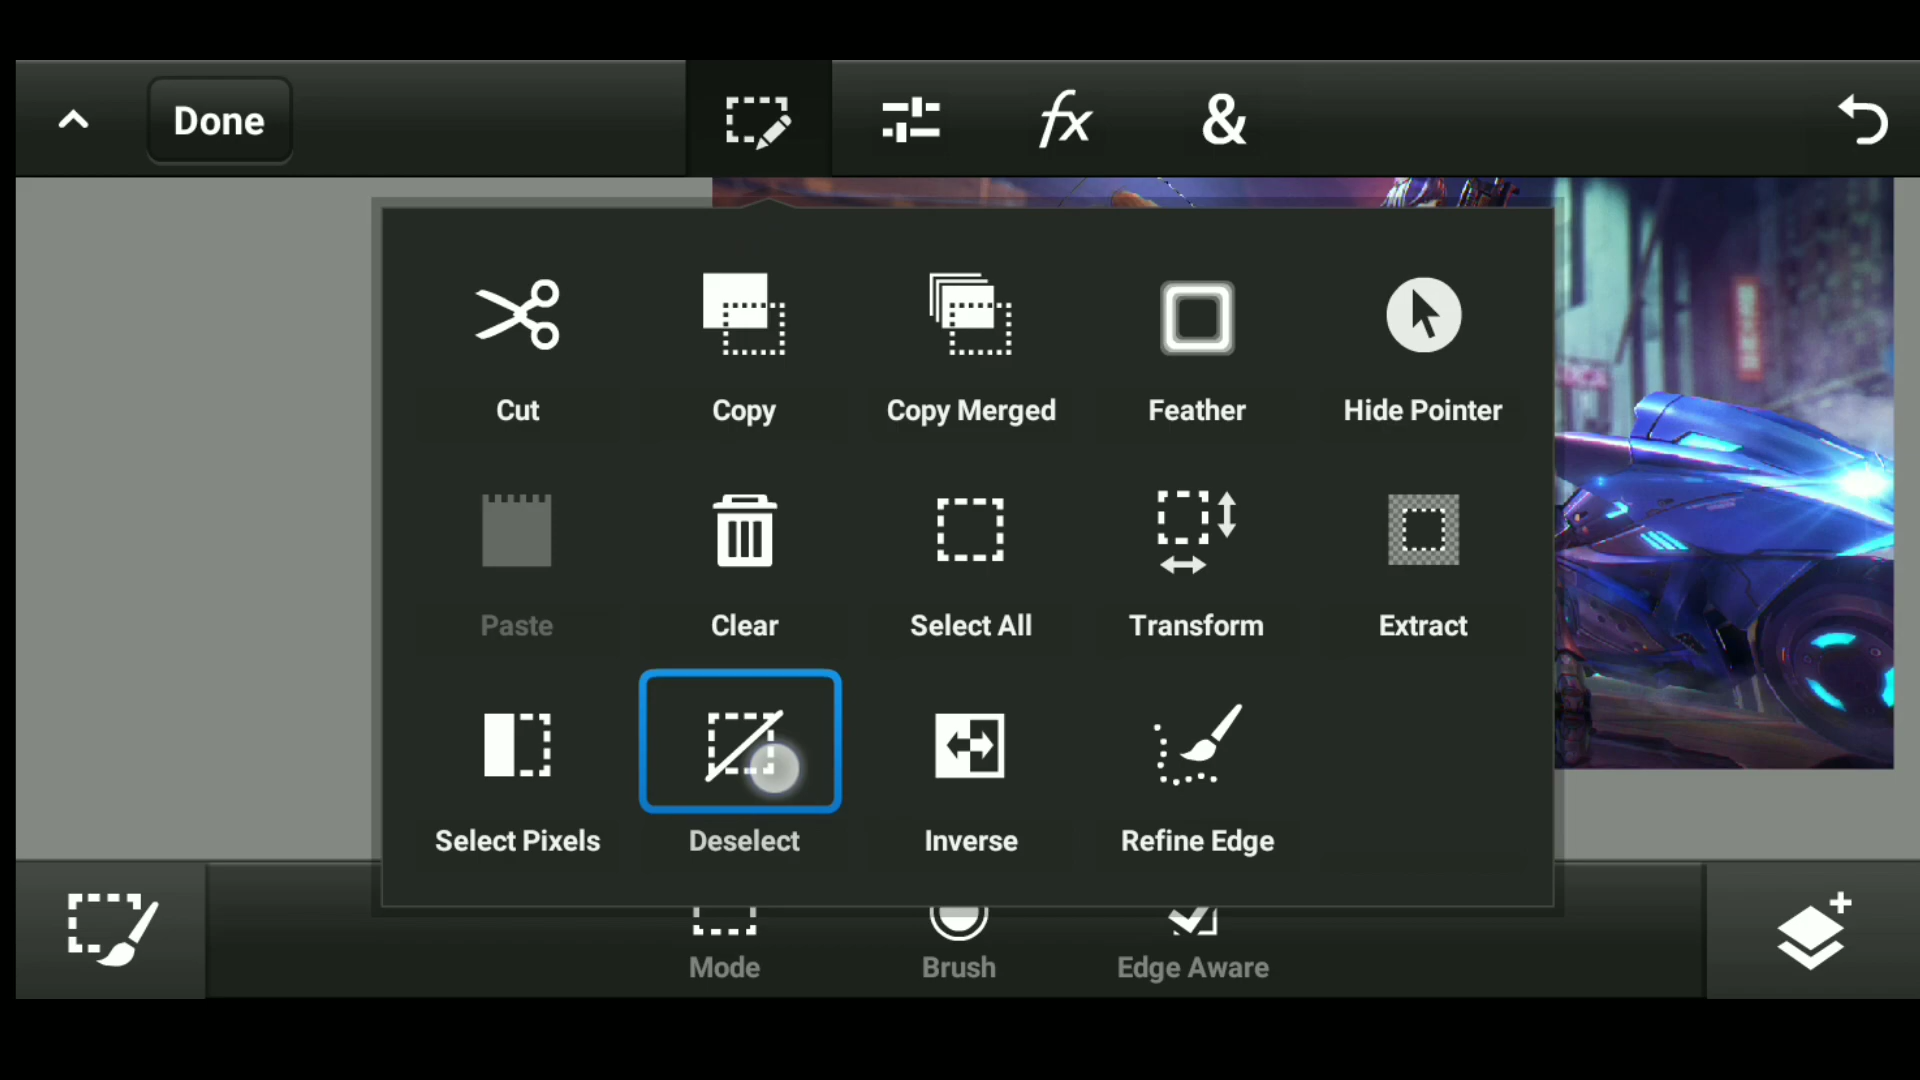 Done
fx
&
Cut
Copy
Copy Merged
Feather
Hide Pointer
Paste
Clear
Select All
Transform
Extract
Select Pixels
Deselect
Inverse
Refine Edge
Mode
Brush
Edge Aware